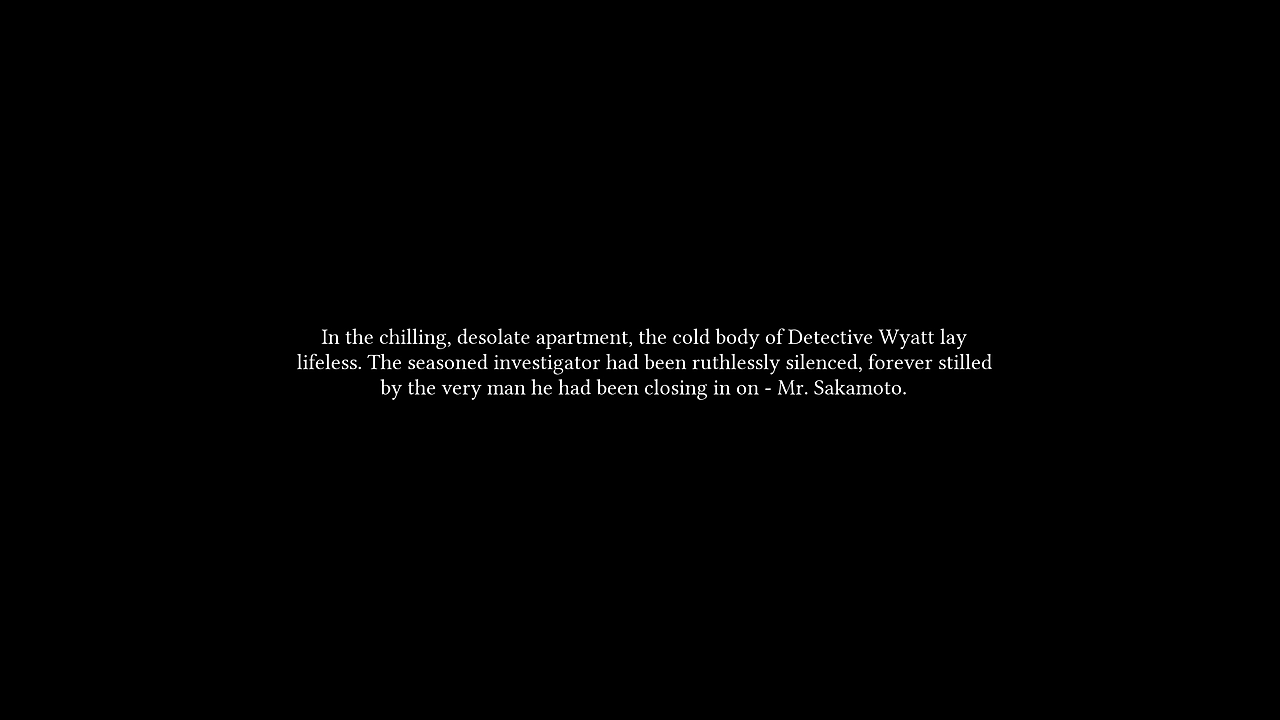 In the chilling, desolate apartment, the cold body of Detective Wyatt lay
lifeless. The seasoned investigator had been ruthlessly silenced, forever stilled
by the very man he had been closing in on - Mr. Sakamoto.